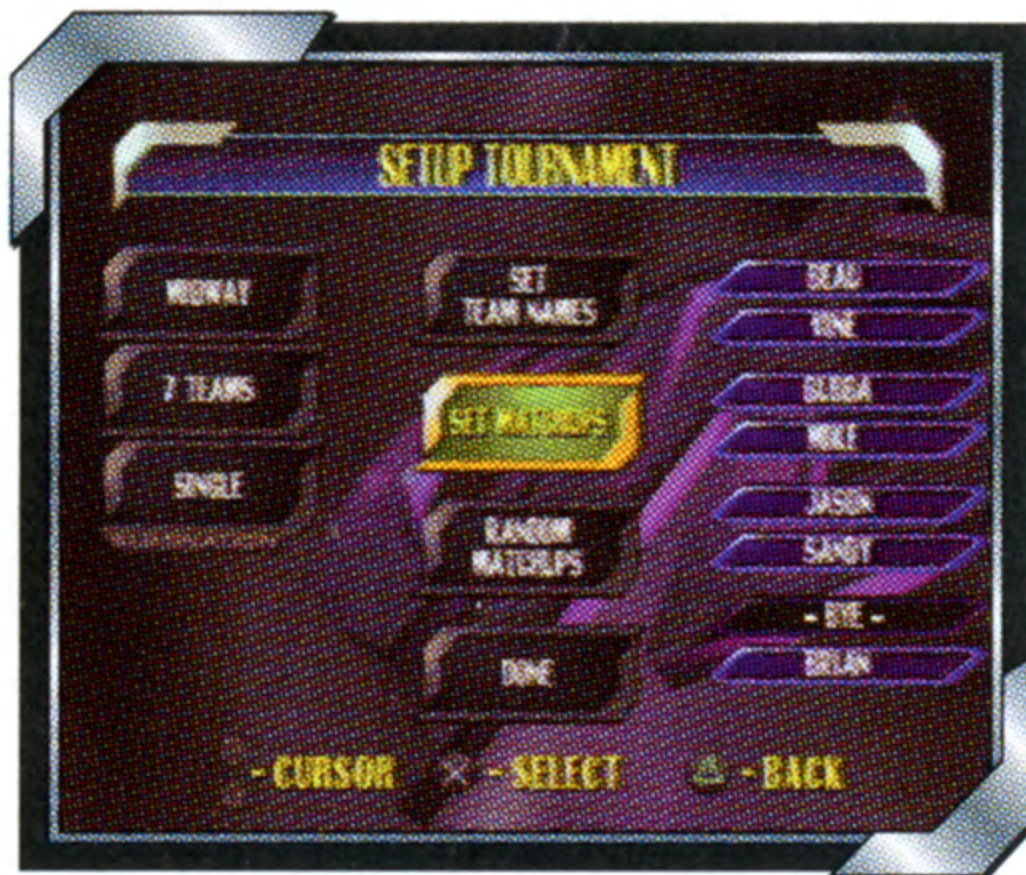 SETUP TOURNAMENT
MIDWAY
7 TEAMS
SINGLE
SET
TEAM NAMES
SET MATCHUPS
RANDOM
MATCHUPS
DONE
MIKE
JASON
SANDY
- BYE -
BRIAN
- CURSOR
- SELECT
- BACK